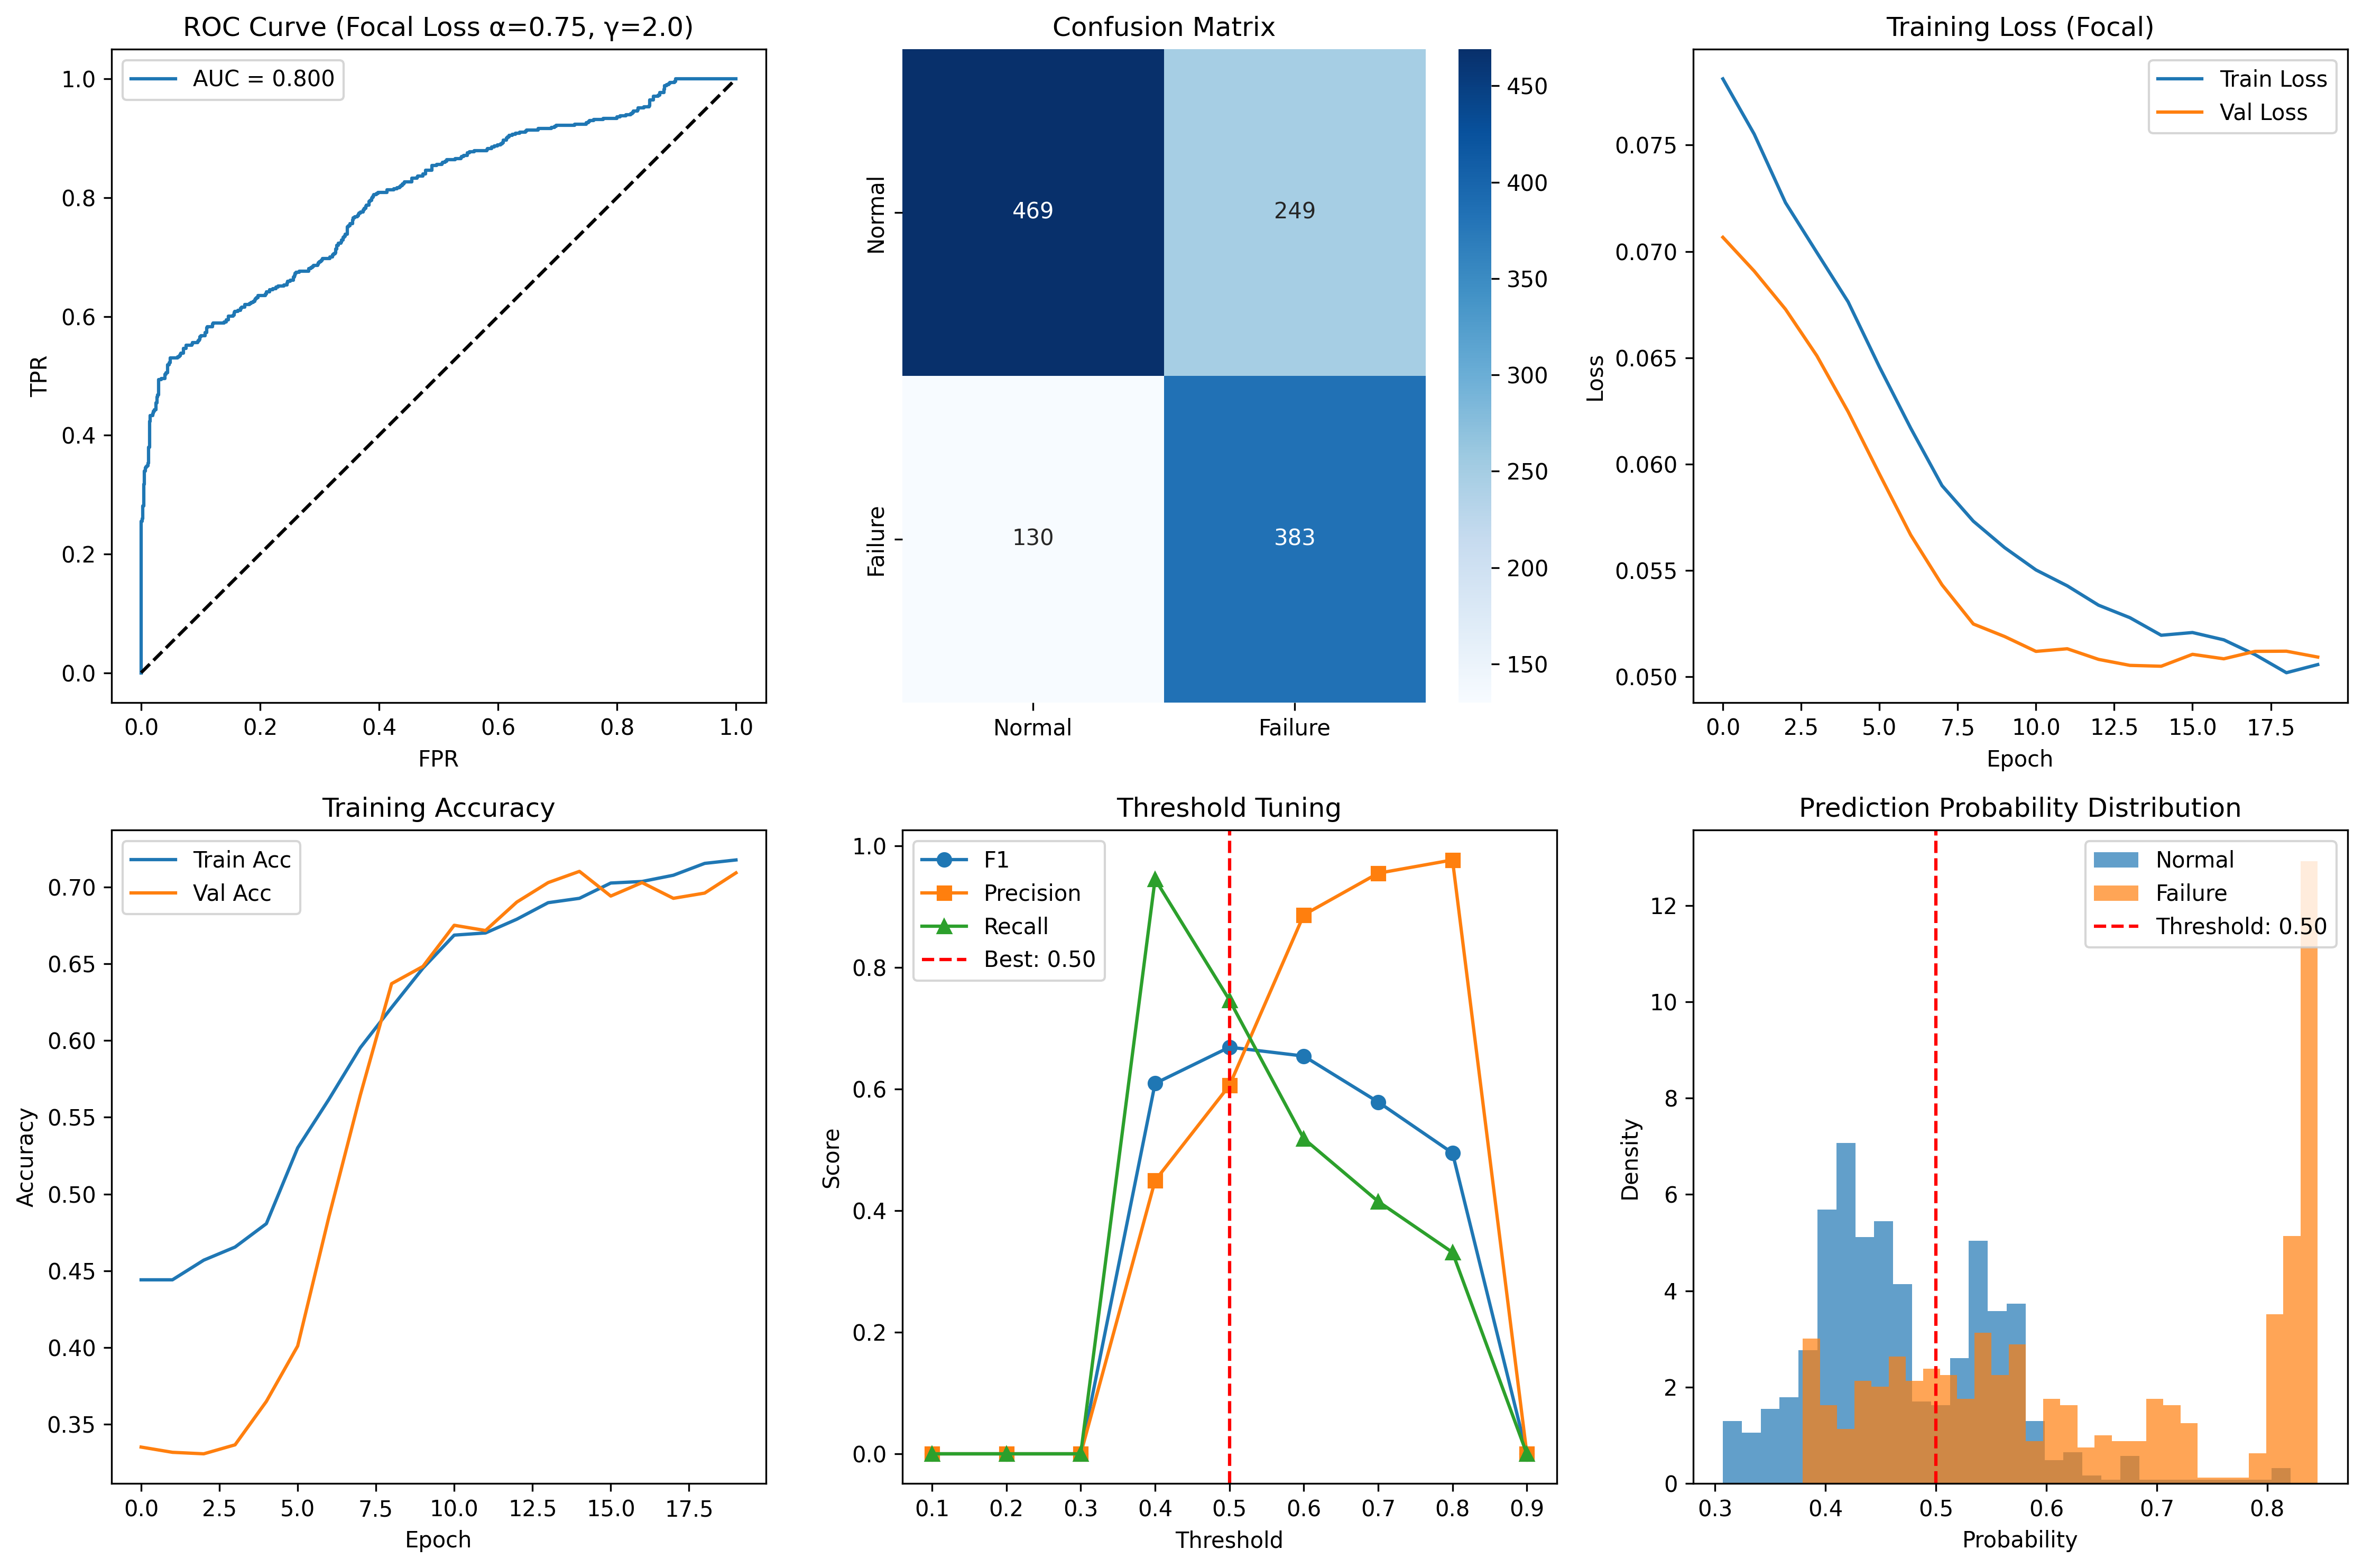 ROC Curve (Focal Loss α=0.75, γ=2.0)
AUC = 0.800
1.0
0.8
0.6
0.4
0.2
0.0
TPR
0.0 0.2 0.4 0.6 0.8 1.0
FPR
Confusion Matrix
Normal
Failure
469 249
130 383
Normal Failure
450
400
350
300
250
200
150
Training Loss (Focal)
Train Loss
Val Loss
0.075
0.070
0.065
0.060
0.055
0.050
Loss
0.0 2.5 5.0 7.5 10.0 12.5 15.0 17.5
Epoch
Training Accuracy
Train Acc
Val Acc
0.70
0.65
0.60
0.55
0.50
0.45
0.40
0.35
Accuracy
0.0 2.5 5.0 7.5 10.0 12.5 15.0 17.5
Epoch
Threshold Tuning
F1
Precision
Recall
Best: 0.50
1.0
0.8
0.6
0.4
0.2
0.0
Score
0.1 0.2 0.3 0.4 0.5 0.6 0.7 0.8 0.9
Threshold
Prediction Probability Distribution
Normal
Failure
Threshold: 0.50
12
10
8
6
4
2
0
Density
0.3 0.4 0.5 0.6 0.7 0.8
Probability